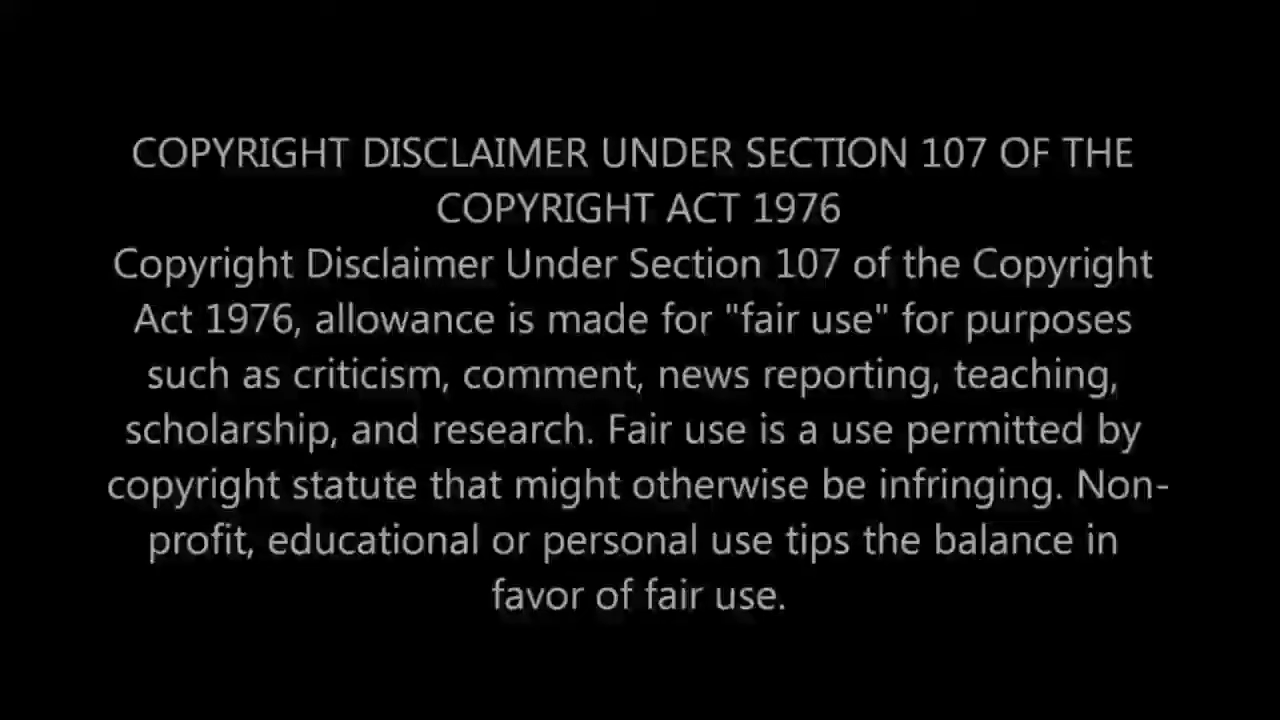 COPYRIGHT DISCLAIMER UNDER SECTION 107 OF THE
COPYRIGHT ACT 1976
Copyright Disclaimer Under Section 107 of the Copyright
Act 1976, allowance is made for "fair use" for purposes
such as criticism, comment, news reporting, teaching,
scholarship, and research. Fair use is a use permitted by
copyright statute that might otherwise be infringing. Non-
profit, educational or personal use tips the balance in
favor of fair use.